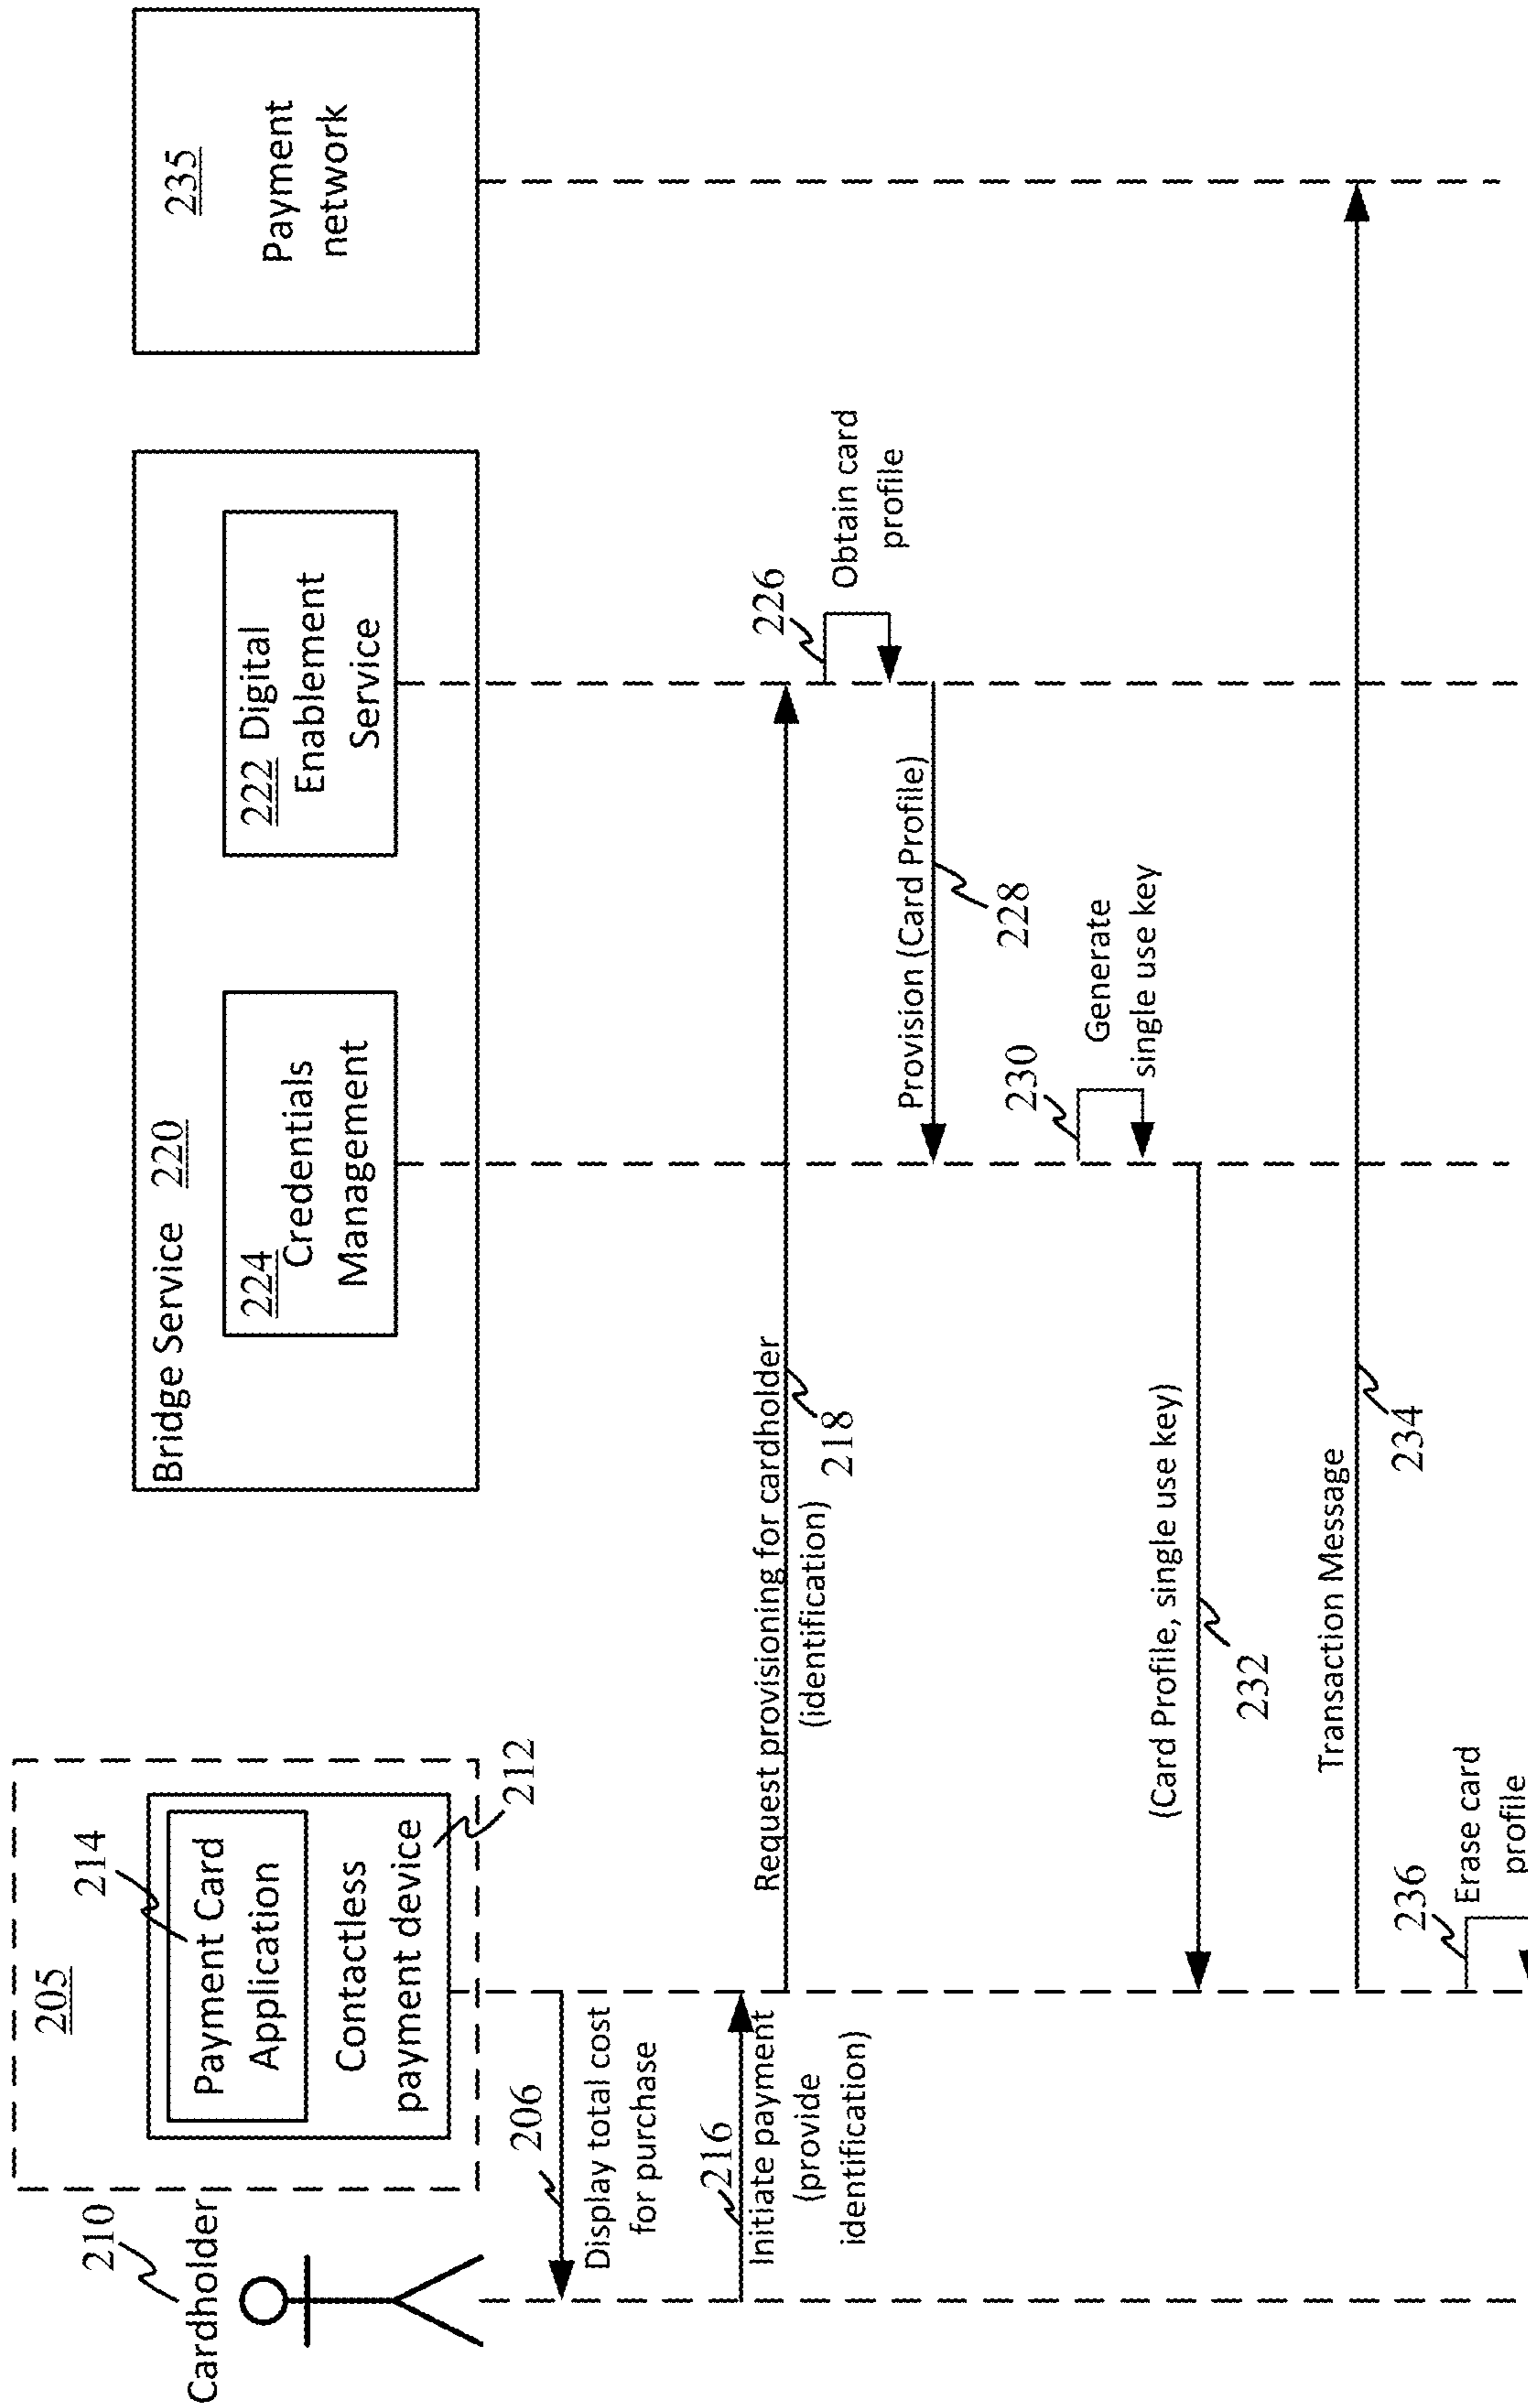 210
Cardholder
205
214
Payment Card
Application
Contactless
payment device
212
Bridge Service 220
224
Credentials
Management
222 Digital
Enablement
Service
235
Payment
network
206
Display total cost
for purchase
216
Initiate payment
(provide
identification)
Request provisioning for cardholder
(identification)
218
226
Obtain card
profile
Provision (Card Profile)
228
230
Generate
single use key
(Card Profile, single use key)
232
Transaction Message
234
236
Erase card
profile